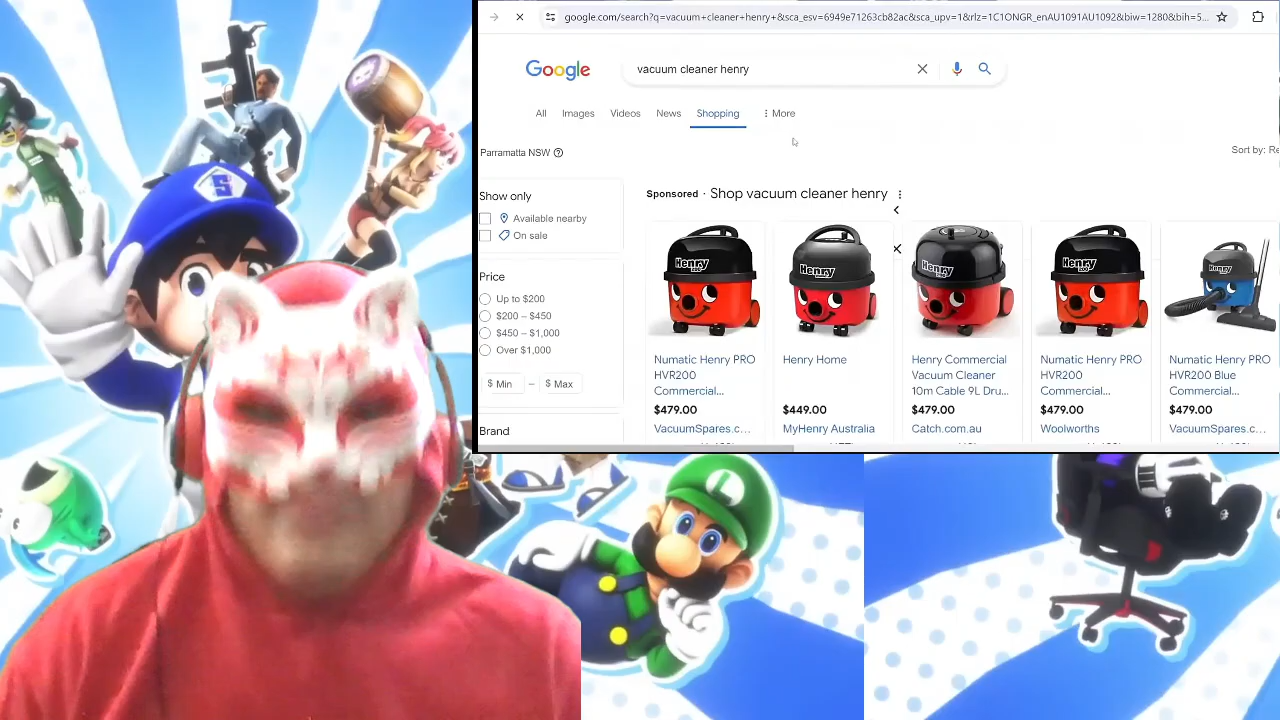 google.com/search?q=vacuum+cleaner+henry+&sca_esv=6949e71263cb82ac&sca_upv=1&rlz=1C1ONGR_enAU1091AU1092&biw=1280&bih=5...
Google
vacuum cleaner henry
All Images Videos News Shopping More
Parramatta NSW
Sort by: Re
Show only
Available nearby
On sale
Price
Up to $200
$200 – $450
$450 – $1,000
Over $1,000
$ Min – $ Max
Brand
Sponsored · Shop vacuum cleaner henry
Henry
Henry
Henry
Henry
Henry
Numatic Henry PRO
HVR200
Commercial...
$479.00
VacuumSpares.c...
Henry Home
$449.00
MyHenry Australia
Henry Commercial
Vacuum Cleaner
10m Cable 9L Dru...
$479.00
Catch.com.au
Numatic Henry PRO
HVR200
Commercial...
$479.00
Woolworths
Numatic Henry PRO
HVR200 Blue
Commercial...
$479.00
VacuumSpares.c...
S
L